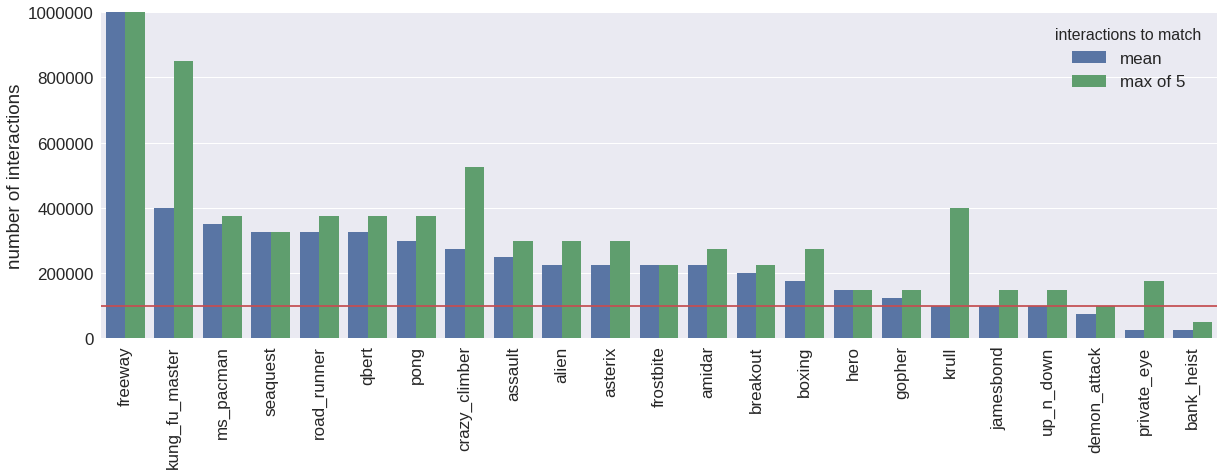 number of interactions
1000000
800000
600000
400000
200000
0
interactions to match
mean
max of 5
freeway
kung_fu_master
ms_pacman
seaquest
road_runner
qbert
pong
crazy_climber
assault
alien
asterix
frostbite
amidar
breakout
boxing
hero
gopher
krull
jamesbond
up_n_down
demon_attack
private_eye
bank_heist